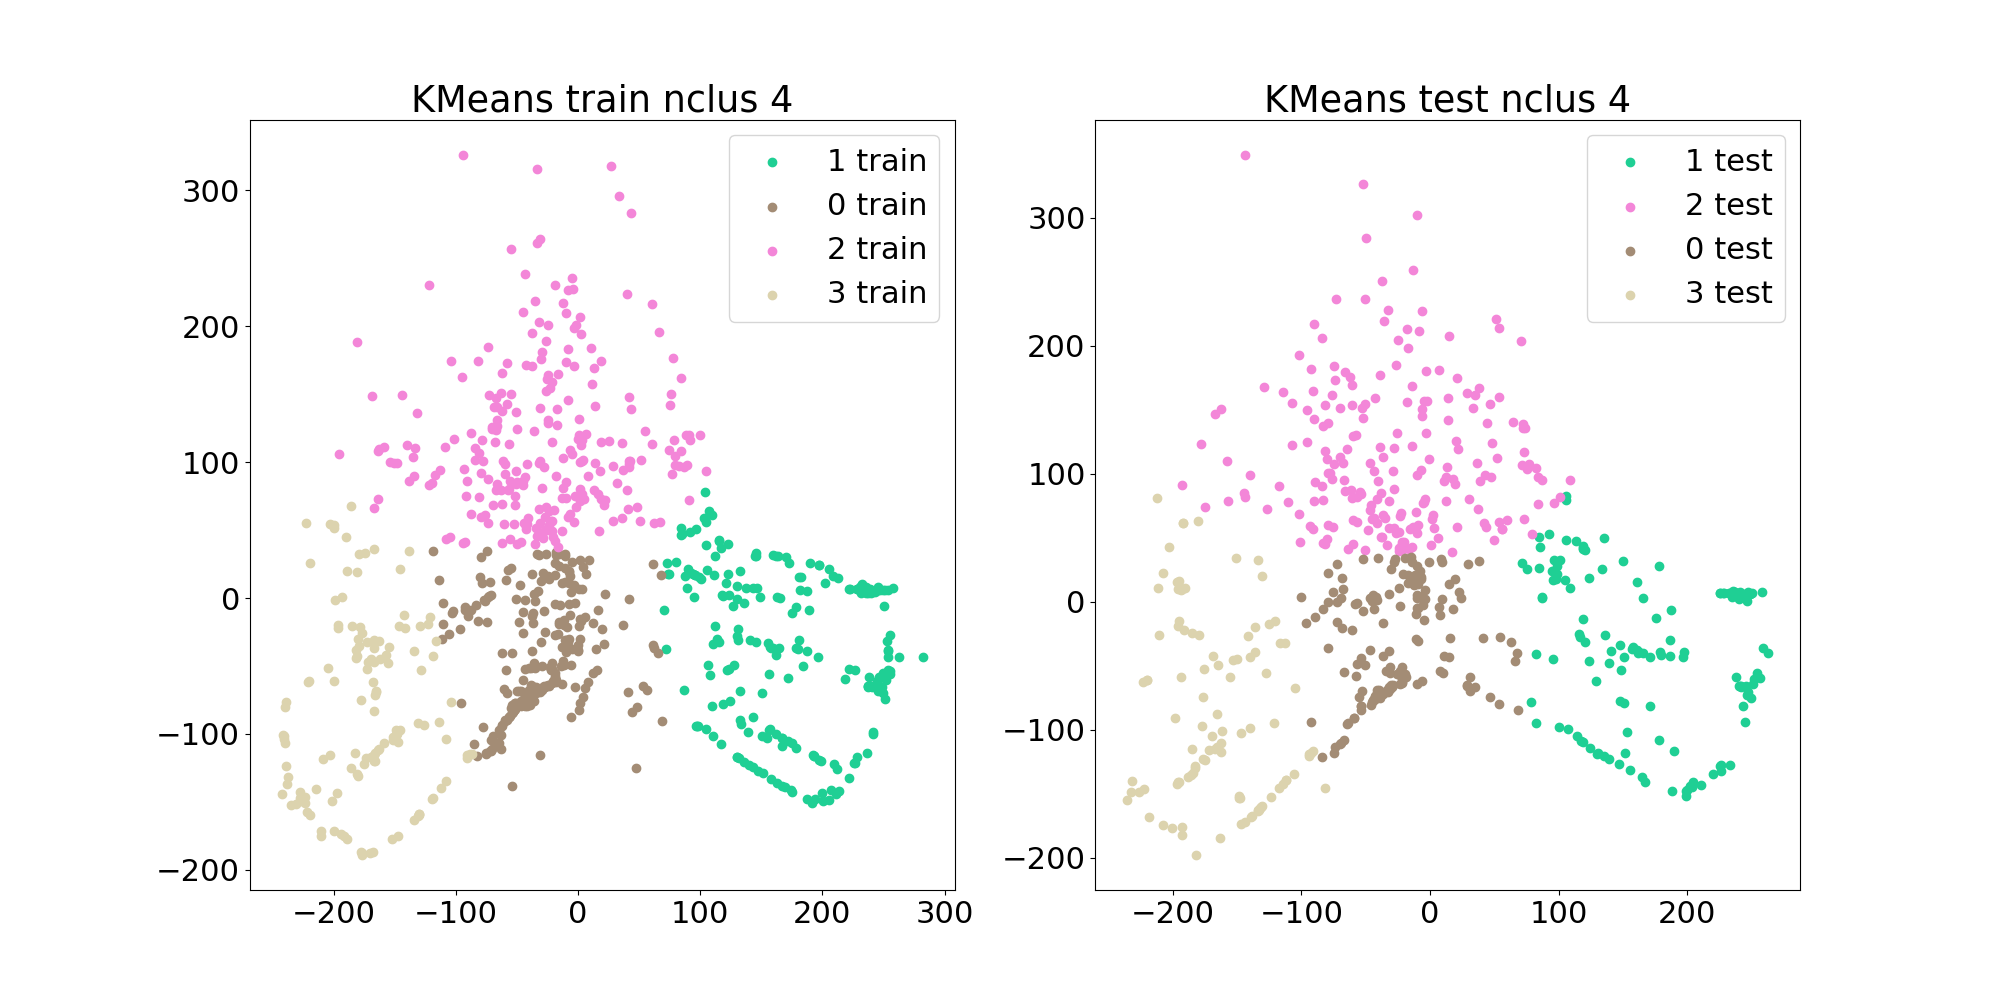 KMeans train nclus 4
1 train
0 train
2 train
3 train
300
200
100
0
−100
−200
−200 −100 0 100 200 300
KMeans test nclus 4
1 test
2 test
0 test
3 test
300
200
100
0
−100
−200
−200 −100 0 100 200